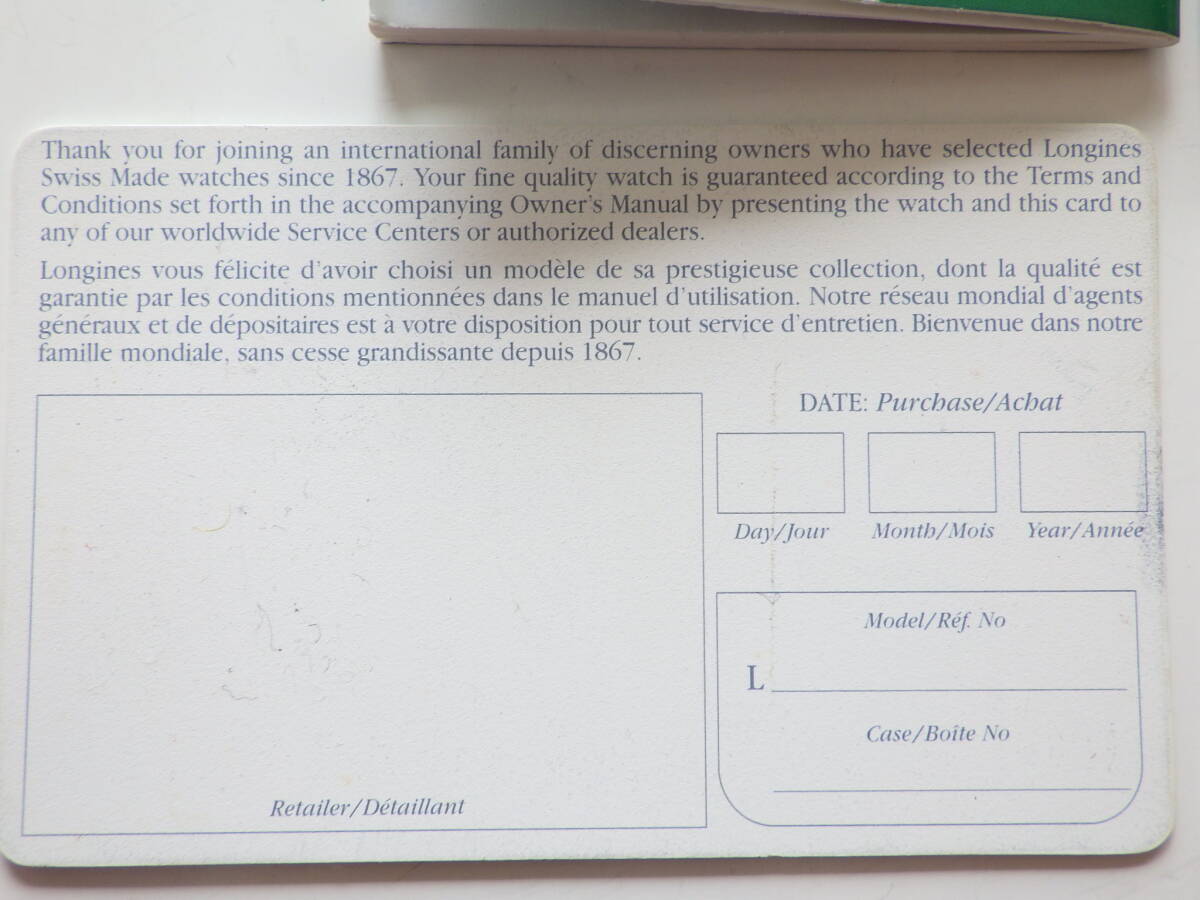 Thank you for joining an international family of discerning owners who have selected Longines
Swiss Made watches since 1867. Your fine quality watch is guaranteed according to the Terms and
Conditions set forth in the accompanying Owner's Manual by presenting the watch and this card to
any of our worldwide Service Centers or authorized dealers.
Longines vous félicite d'avoir choisi un modèle de sa prestigieuse collection, dont la qualité est
garantie par les conditions mentionnées dans le manuel d'utilisation. Notre réseau mondial d'agents
généraux et de dépositaires est à votre disposition pour tout service d'entretien. Bienvenue dans notre
famille mondiale, sans cesse grandissante depuis 1867.
DATE: Purchase/Achat
Day/Jour Month/Mois Year/Année
Model/Réf. No
L
Case/Boîte No
Retailer/Détaillant